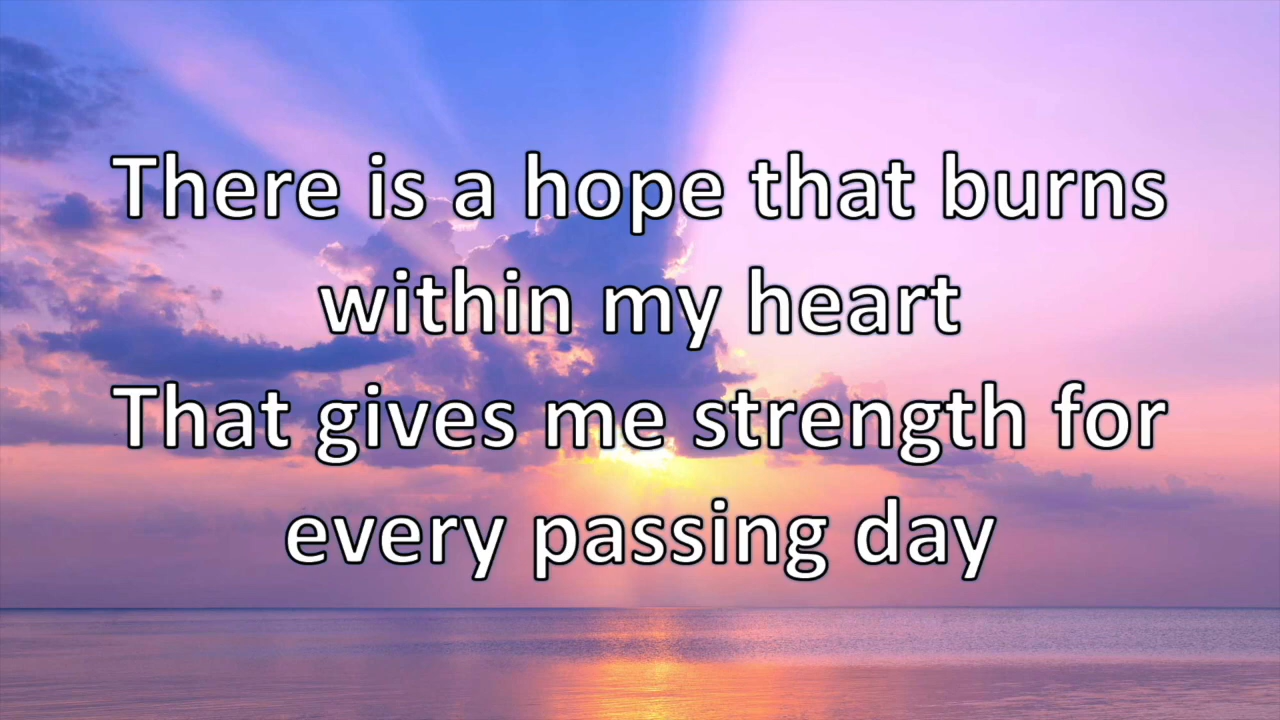 There is a hope that burns
within my heart
That gives me strength for
every passing day